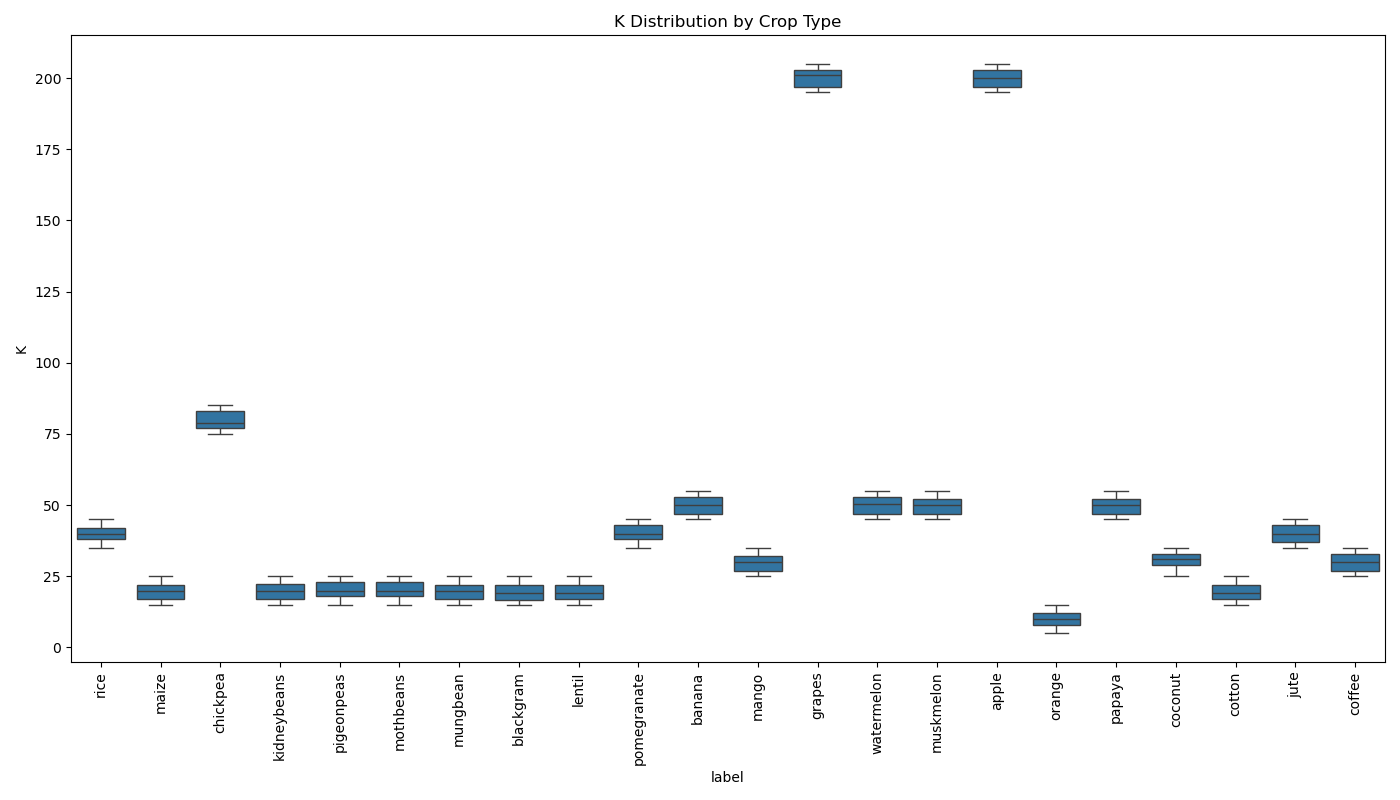 K Distribution by Crop Type
200
175
150
125
100
75
50
25
0
K
rice
maize
chickpea
kidneybeans
pigeonpeas
mothbeans
mungbean
blackgram
lentil
pomegranate
banana
mango
grapes
watermelon
muskmelon
apple
orange
papaya
coconut
cotton
jute
coffee
label